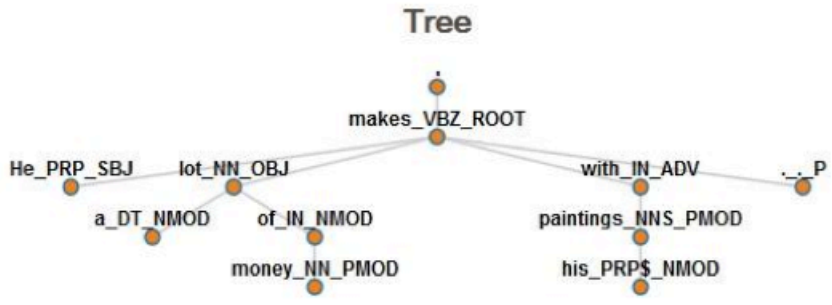 Tree
.
makes_VBZ_ROOT
He_PRP_SBJ lot_NN_OBJ with_IN_ADV ._._P
a_DT_NMOD of_IN_NMOD paintings_NNS_PMOD
money_NN_PMOD his_PRP$_NMOD